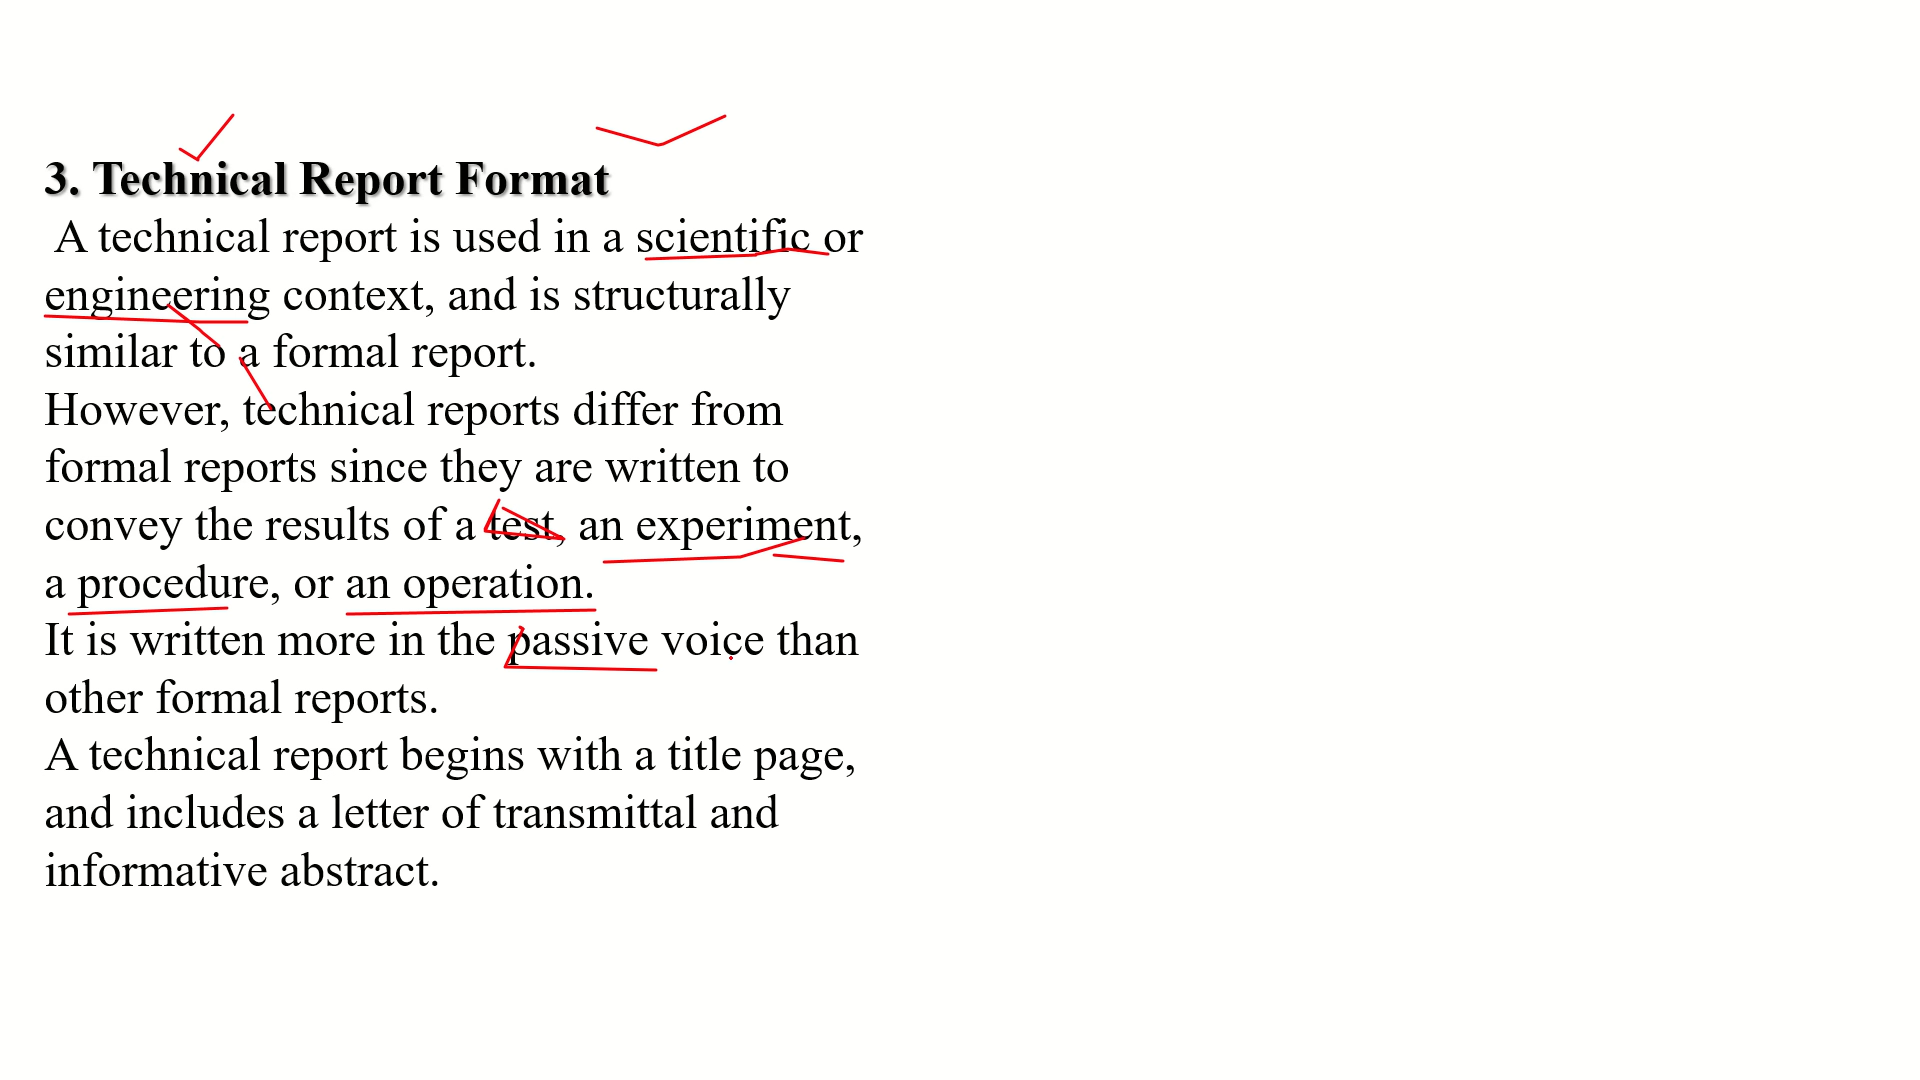 3. Technical Report Format
A technical report is used in a scientific or
engineering context, and is structurally
similar to a formal report.
However, technical reports differ from
formal reports since they are written to
convey the results of a test, an experiment,
a procedure, or an operation.
It is written more in the passive voice than
other formal reports.
A technical report begins with a title page,
and includes a letter of transmittal and
informative abstract.